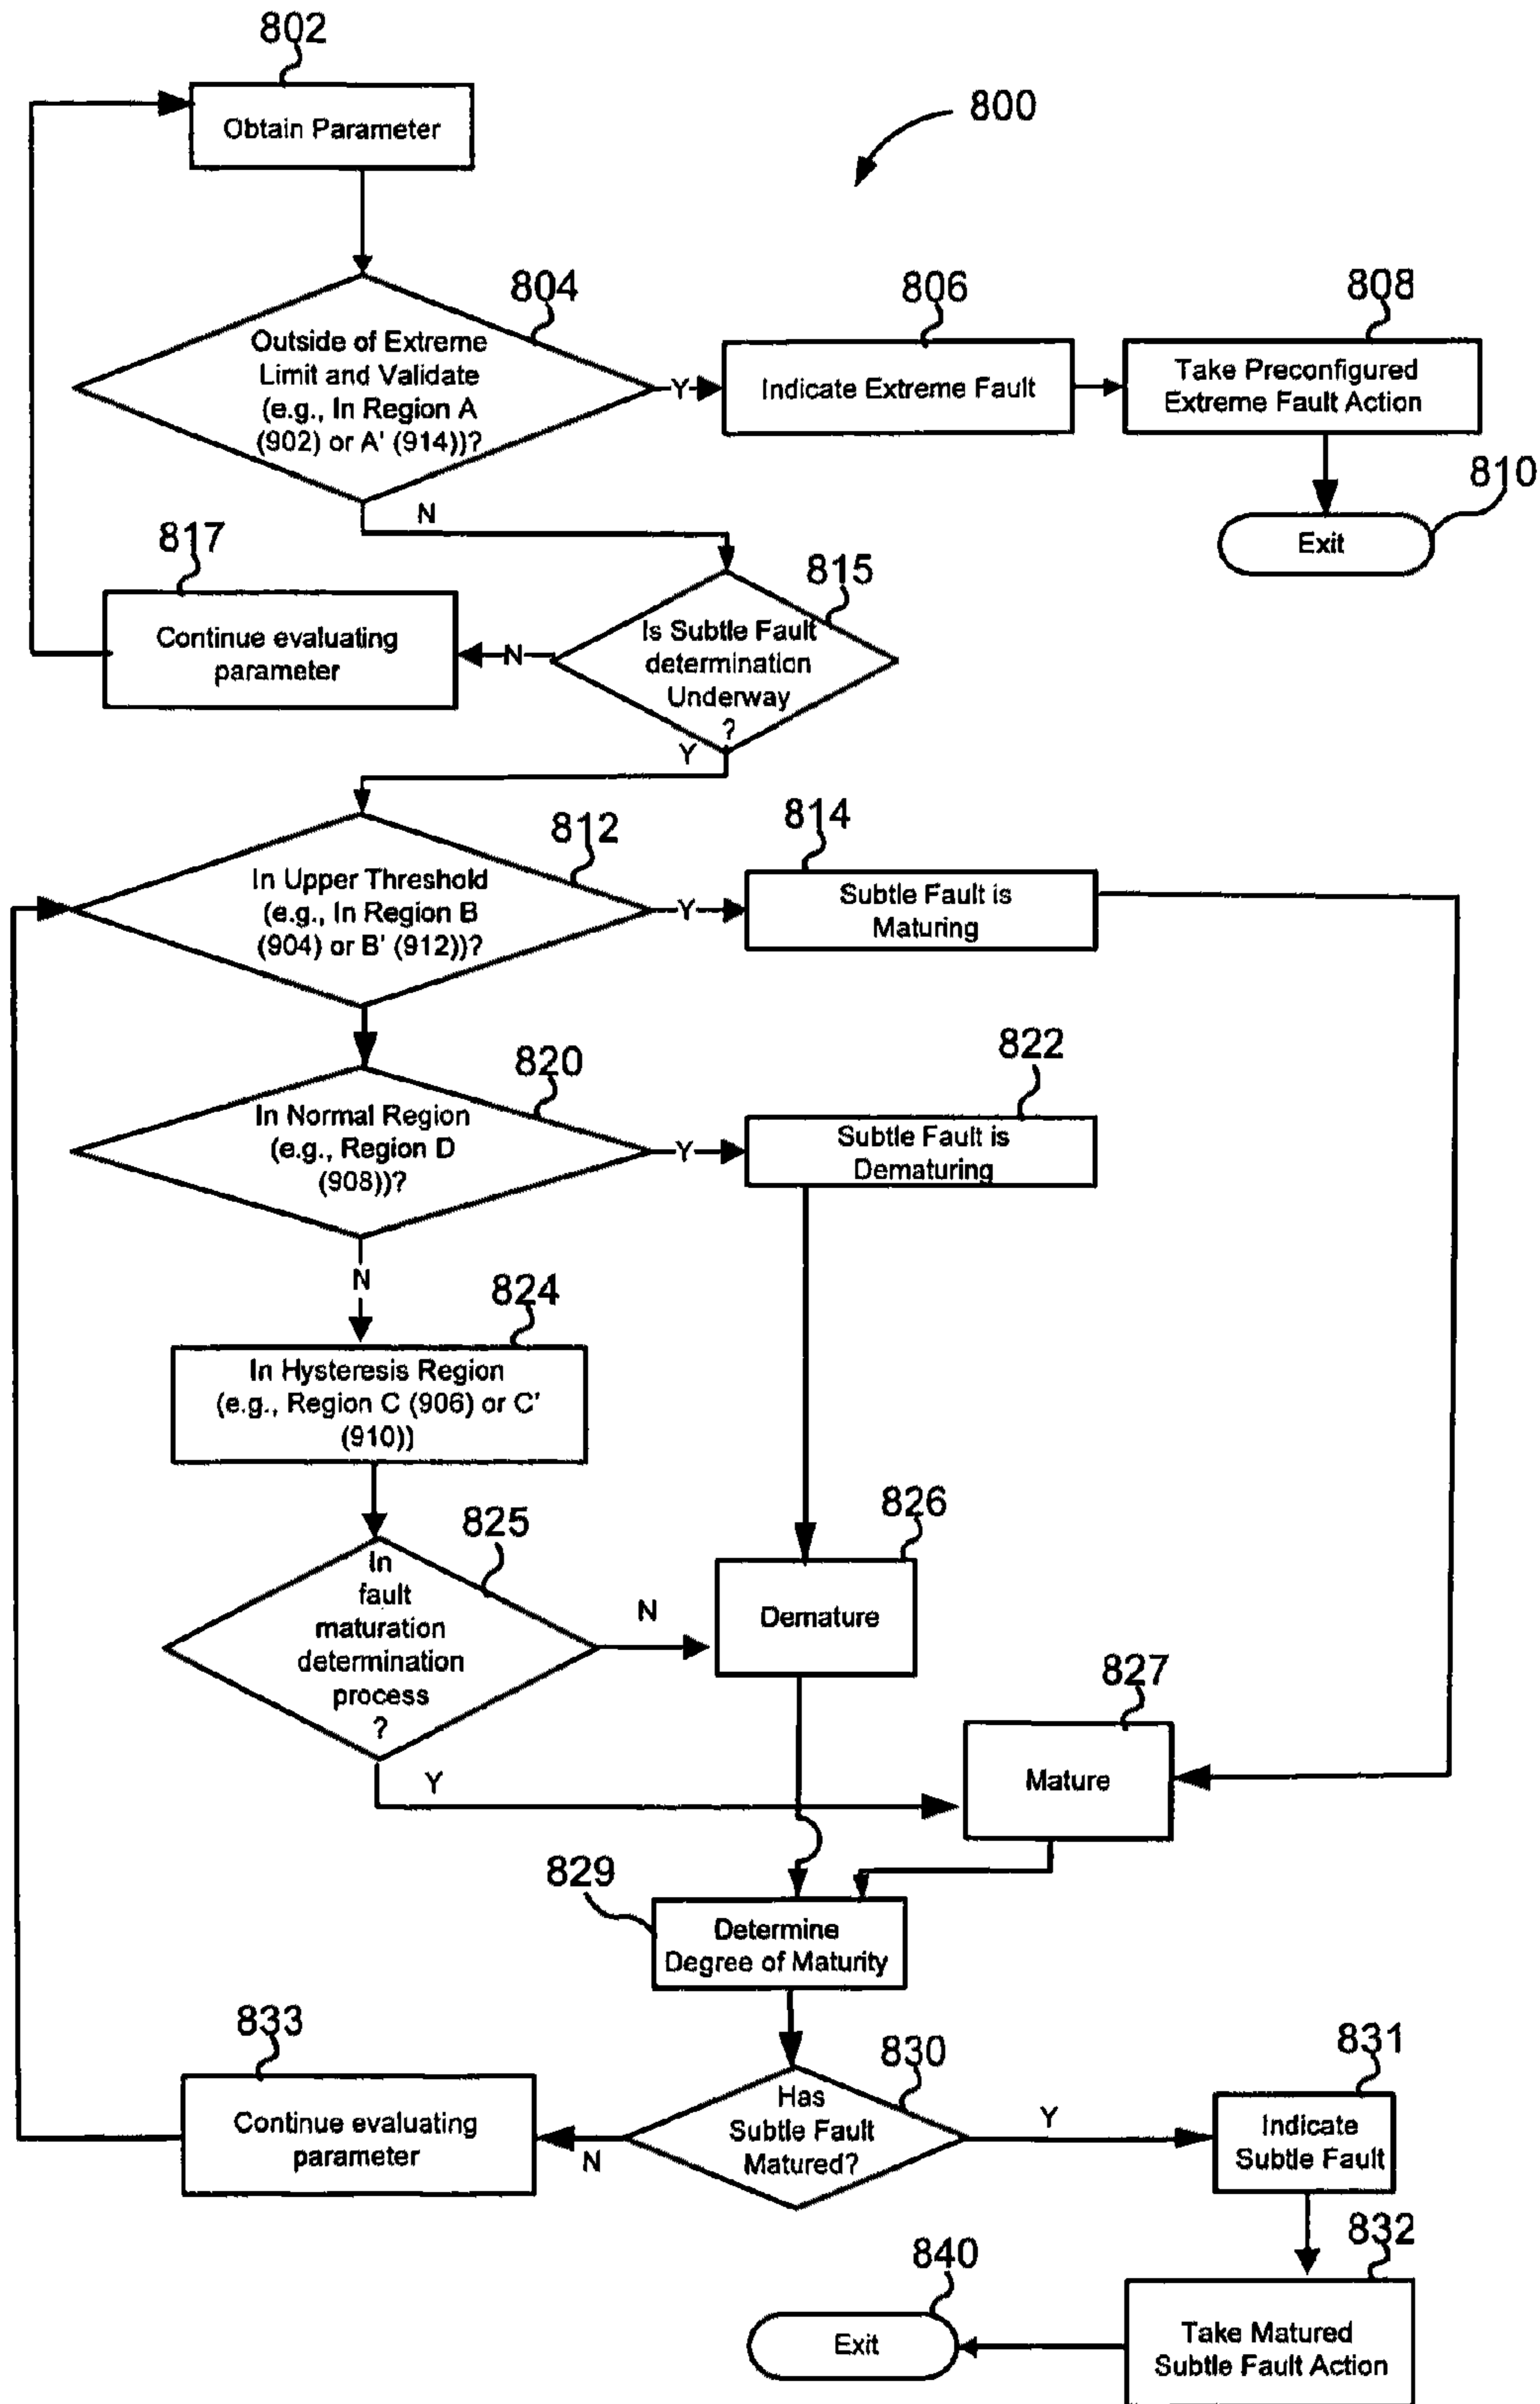 802
Obtain Parameter
800
804
Outside of Extreme
Limit and Validate
(e.g., In Region A
(902) or A' (914))?
Y
806
Indicate Extreme Fault
808
Take Preconfigured
Extreme Fault Action
810
Exit
N
817
Continue evaluating
parameter
N
815
Is Subtle Fault
determination
Underway
?
Y
812
In Upper Threshold
(e.g., In Region B
(904) or B' (912))?
Y
814
Subtle Fault is
Maturing
820
In Normal Region
(e.g., Region D
(908))?
Y
822
Subtle Fault is
Dematuring
N
824
In Hysteresis Region
(e.g., Region C (906) or C'
(910))
825
In
fault
maturation
determination
process
?
N
826
Demature
Y
827
Mature
829
Determine
Degree of Maturity
833
Continue evaluating
parameter
N
830
Has
Subtle Fault
Matured?
Y
831
Indicate
Subtle Fault
832
Take Matured
Subtle Fault Action
840
Exit